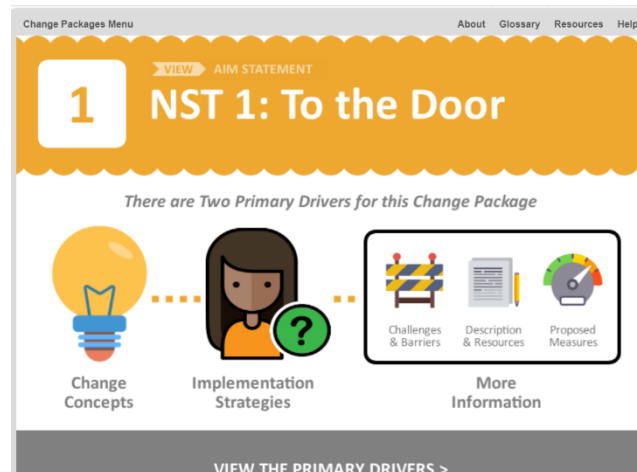 Change Packages Menu About Glossary Resources Help
VIEW AIM STATEMENT
1 NST 1: To the Door
There are Two Primary Drivers for this Change Package
?
Challenges & Barriers
Description & Resources
Proposed Measures
Change Concepts
Implementation Strategies
More Information
VIEW THE PRIMARY DRIVERS >